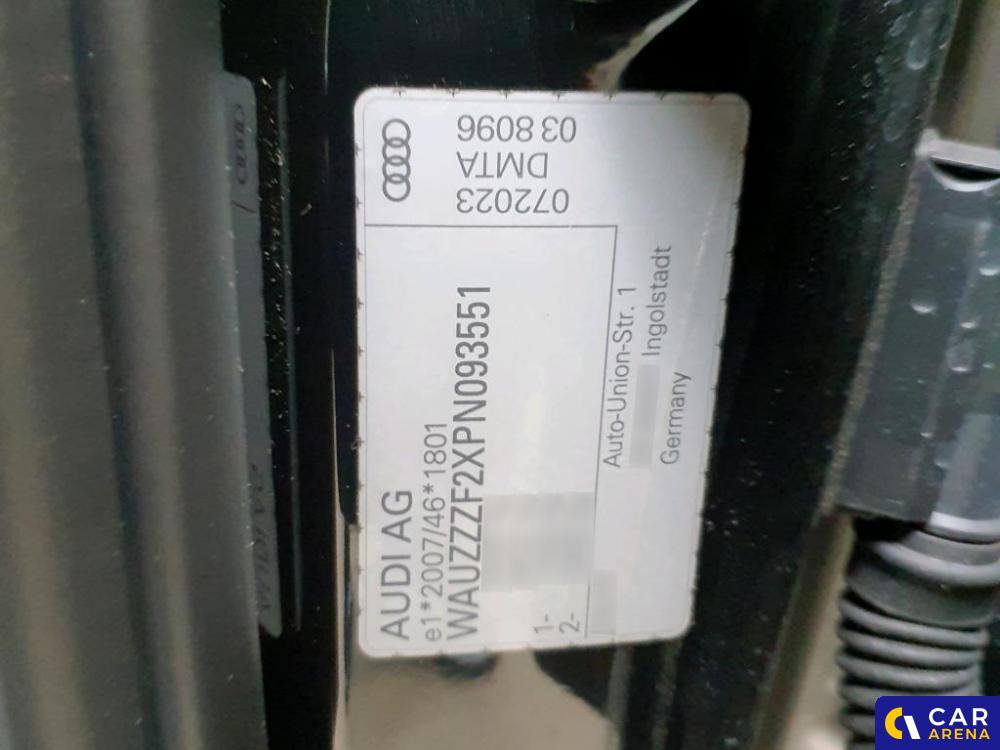 AUDI AG
e1*2007/46*1801
WAUZZZF2XPN093551
1-
2-
Auto-Union-Str. 1
Ingolstadt
Germany
072023
DMTA
03 8096
CAR
ARENA